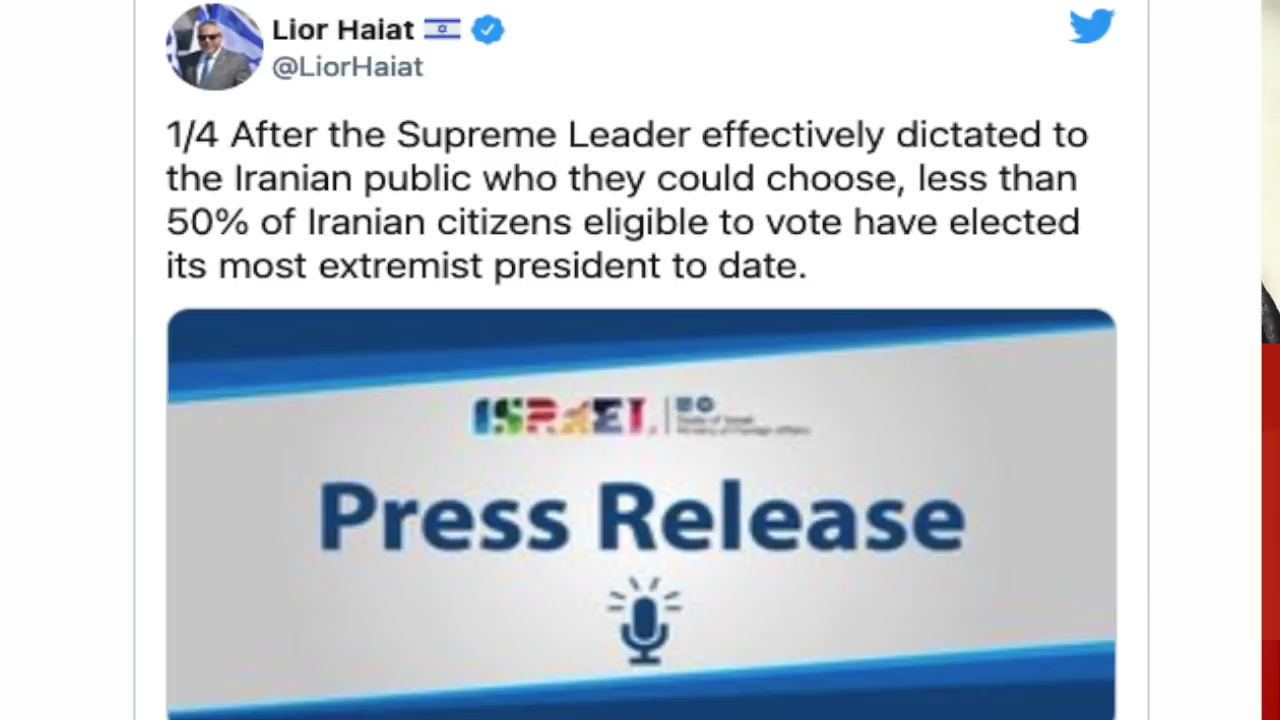 Lior Haiat
@LiorHaiat
1/4 After the Supreme Leader effectively dictated to
the Iranian public who they could choose, less than
50% of Iranian citizens eligible to vote have elected
its most extremist president to date.
ISRAEL
Press Release